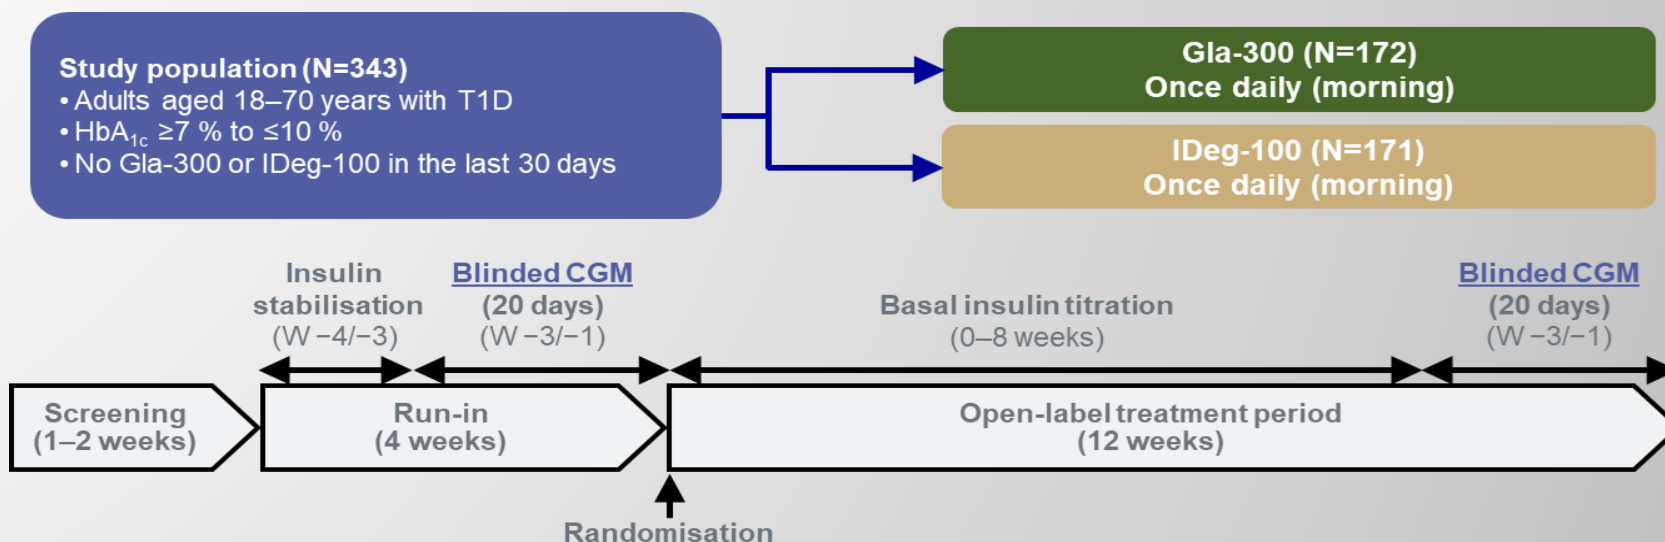 Study population (N=343)
• Adults aged 18–70 years with T1D
• HbA1c ≥7 % to ≤10 %
• No Gla-300 or IDeg-100 in the last 30 days
Gla-300 (N=172)
Once daily (morning)
IDeg-100 (N=171)
Once daily (morning)
Insulin
stabilisation
(W −4/−3)
Blinded CGM
(20 days)
(W −3/−1)
Basal insulin titration
(0–8 weeks)
Blinded CGM
(20 days)
(W −3/−1)
Screening
(1–2 weeks)
Run-in
(4 weeks)
Open-label treatment period
(12 weeks)
Randomisation